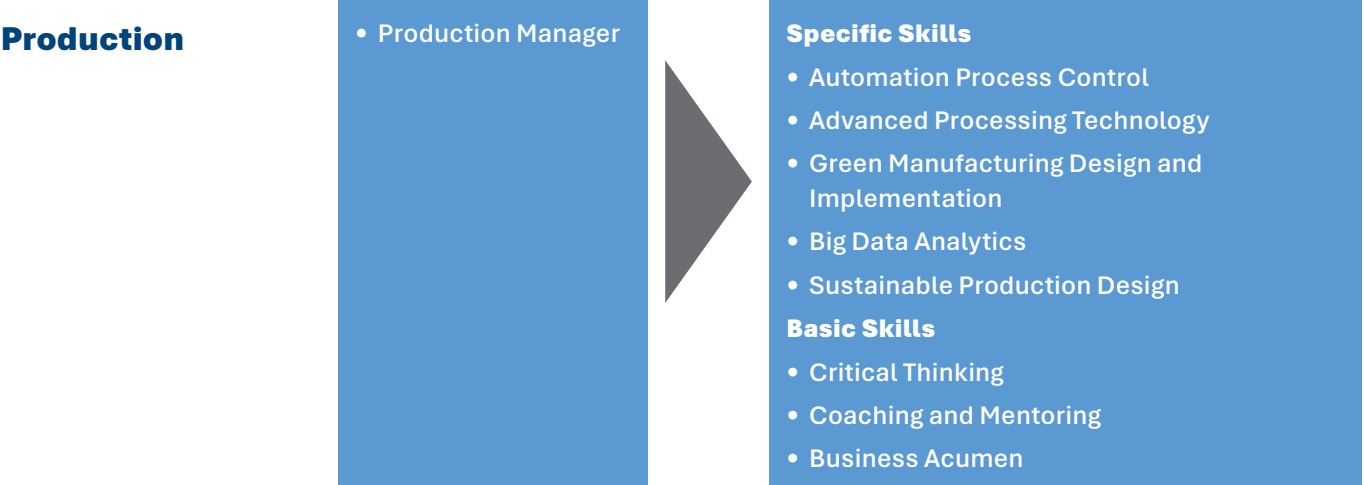 Production
• Production Manager
Specific Skills
• Automation Process Control
• Advanced Processing Technology
• Green Manufacturing Design and
Implementation
• Big Data Analytics
• Sustainable Production Design
Basic Skills
• Critical Thinking
• Coaching and Mentoring
• Business Acumen